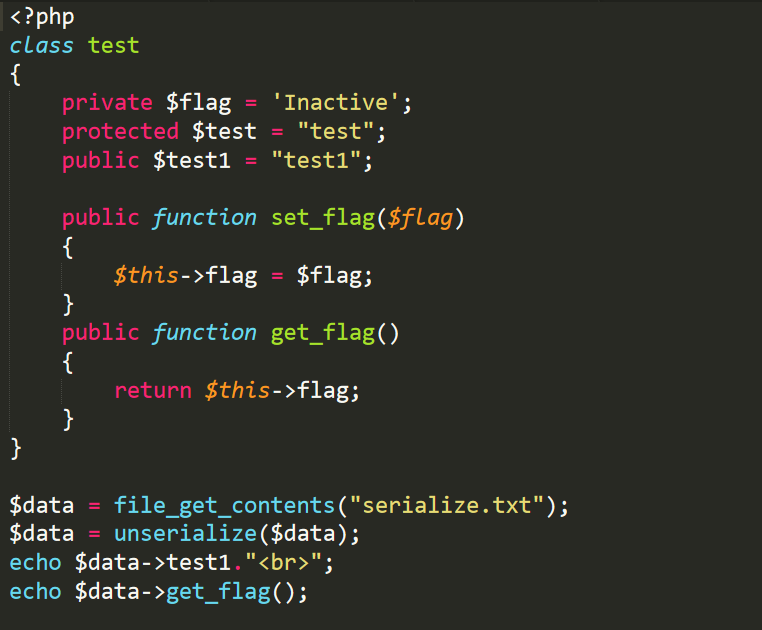 <?php
class test
{
    private $flag = 'Inactive';
    protected $test = "test";
    public $test1 = "test1";

    public function set_flag($flag)
    {
        $this->flag = $flag;
    }
    public function get_flag()
    {
        return $this->flag;
    }
}

$data = file_get_contents("serialize.txt");
$data = unserialize($data);
echo $data->test1."<br>";
echo $data->get_flag();